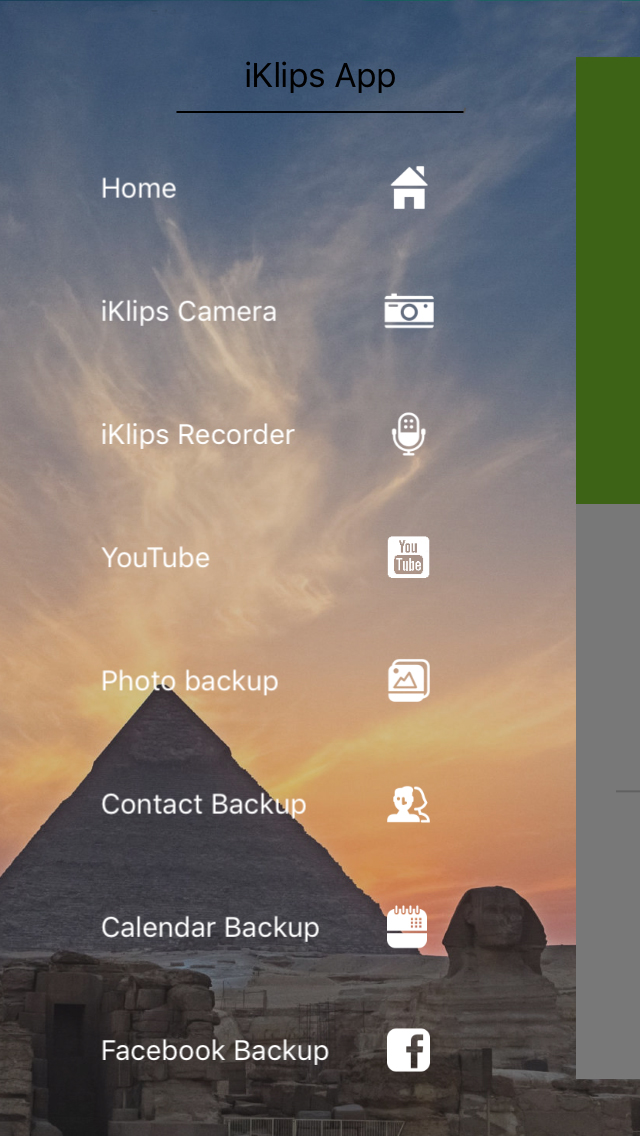 iKlips App
Home
iKlips Camera
iKlips Recorder
YouTube
You
Tube
Photo backup
Contact Backup
Calendar Backup
Facebook Backup
f